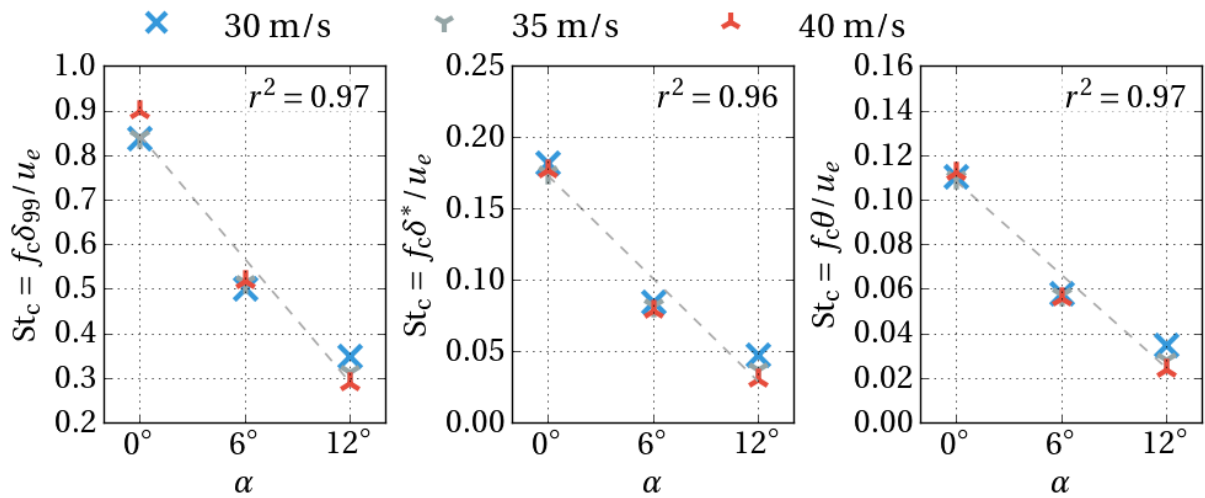 30 m/s 35 m/s 40 m/s
St_c = f_c δ_99 / u_e
1.0
0.9
0.8
0.7
0.6
0.5
0.4
0.3
0.2
r² = 0.97
0° 6° 12°
α
St_c = f_c δ* / u_e
0.25
0.20
0.15
0.10
0.05
0.00
r² = 0.96
0° 6° 12°
α
St_c = f_c θ / u_e
0.16
0.14
0.12
0.10
0.08
0.06
0.04
0.02
0.00
r² = 0.97
0° 6° 12°
α